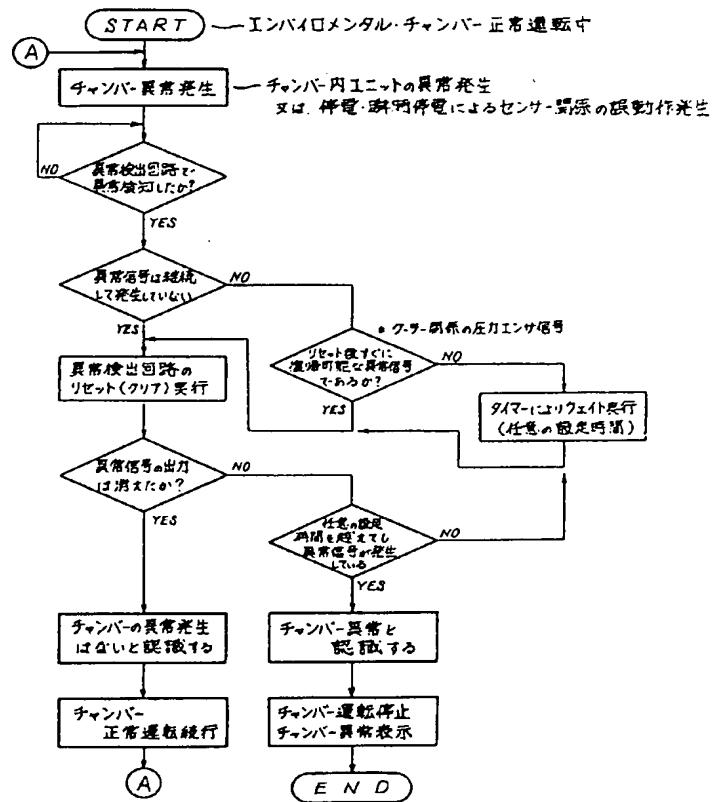 START
エンバイロメンタル・チャンバー 正常運転中
A
チャンバー異常発生
チャンバー内ユニットの異常発生
又は、停電・瞬時停電によるセンサー関係の誤動作発生
異常検出回路で
異常検知したか?
NO
YES
異常信号は継続
して発生していない
NO
YES
* クーラー関係の圧力センサ信号
リセット後すぐに
復帰可能な異常信号
であるか?
NO
YES
異常検出回路の
リセット(クリア)実行
タイマーによりウェイト実行
(任意の設定時間)
異常信号の出力
は消えたか?
NO
YES
任意の設定
時間を超えても
異常信号が発生
している
NO
YES
チャンバーの異常発生
はないと認識する
チャンバー異常と
認識する
チャンバー
正常運転続行
チャンバー運転停止
チャンバー異常表示
A
END